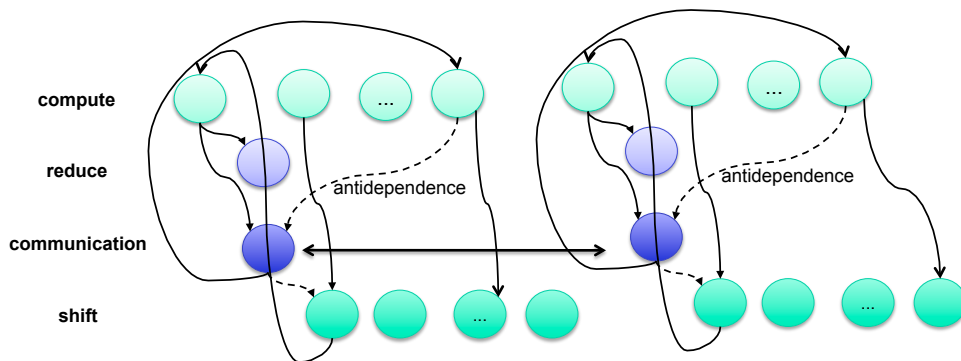 compute
...
...
reduce
antidependence
antidependence
communication
shift
...
...